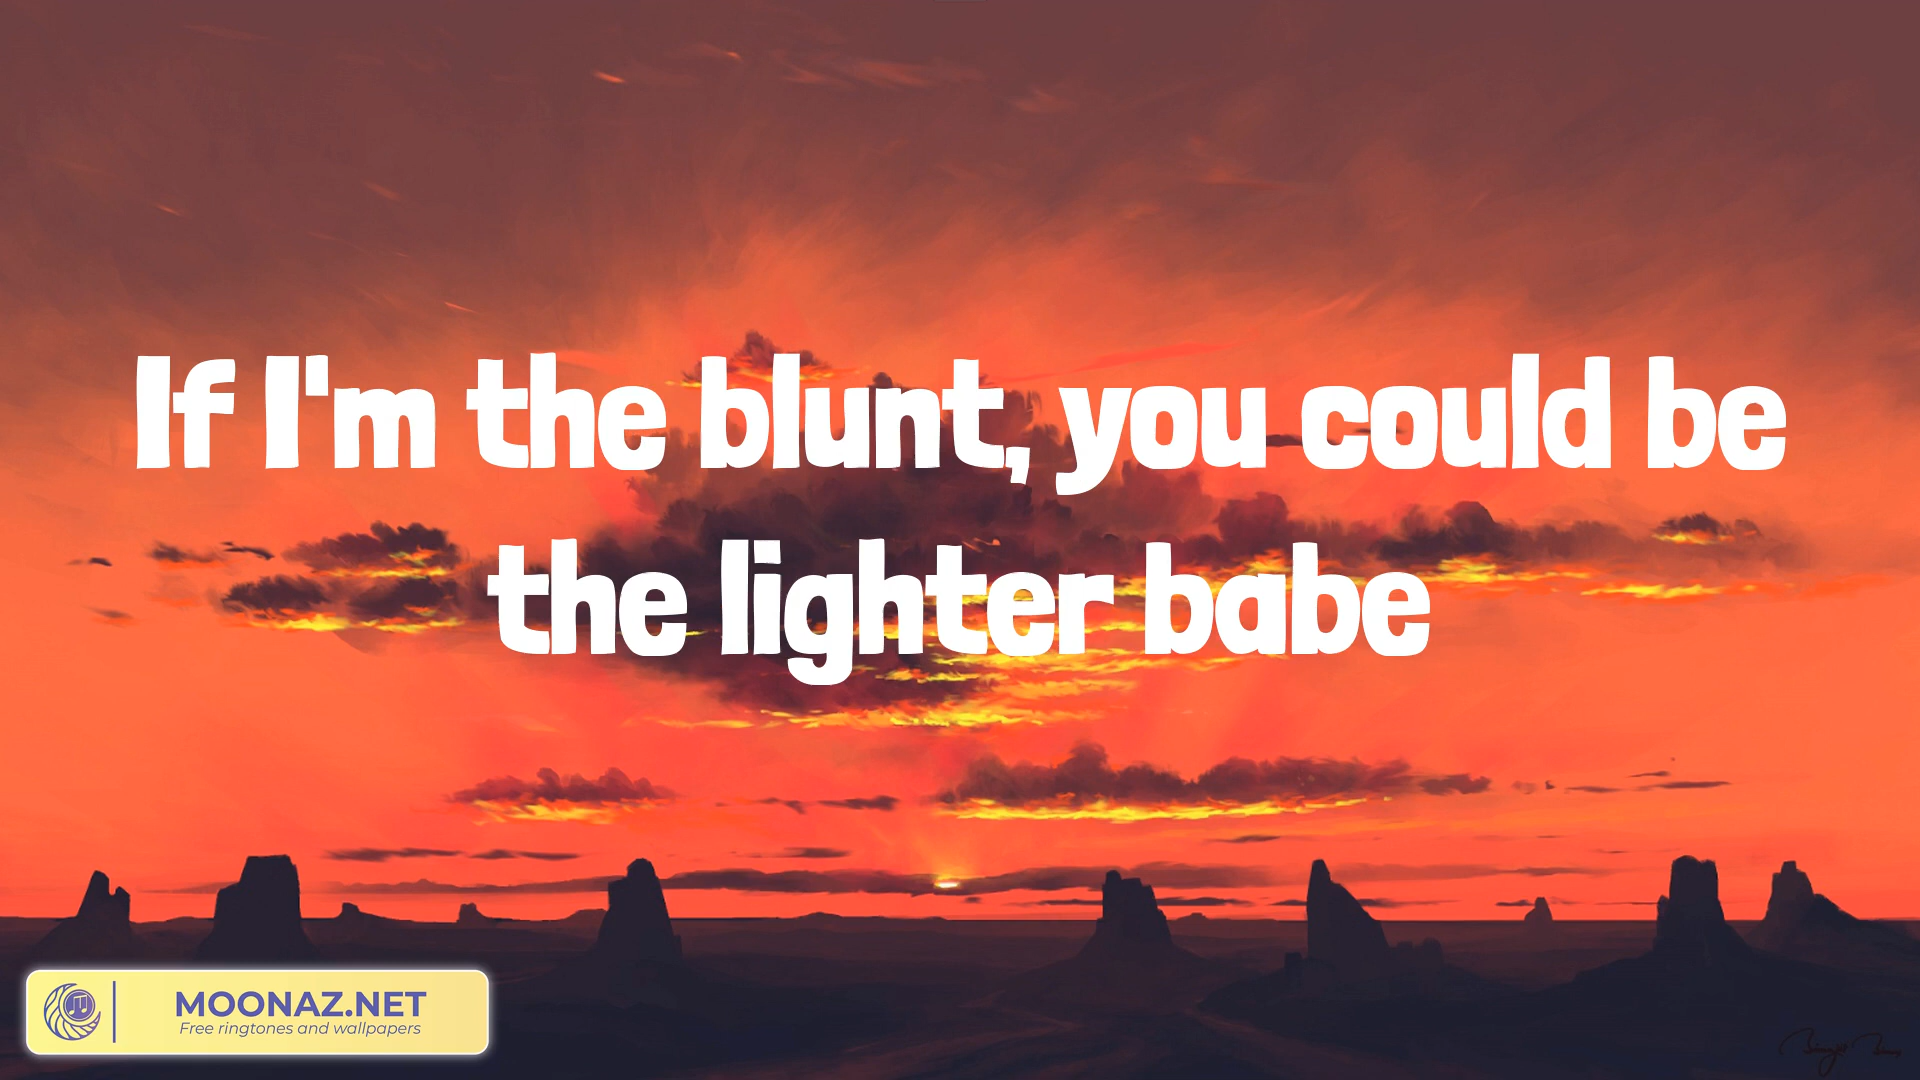 If I'm the blunt, you could be
the lighter babe
MOONAZ.NET
Free ringtones and wallpapers